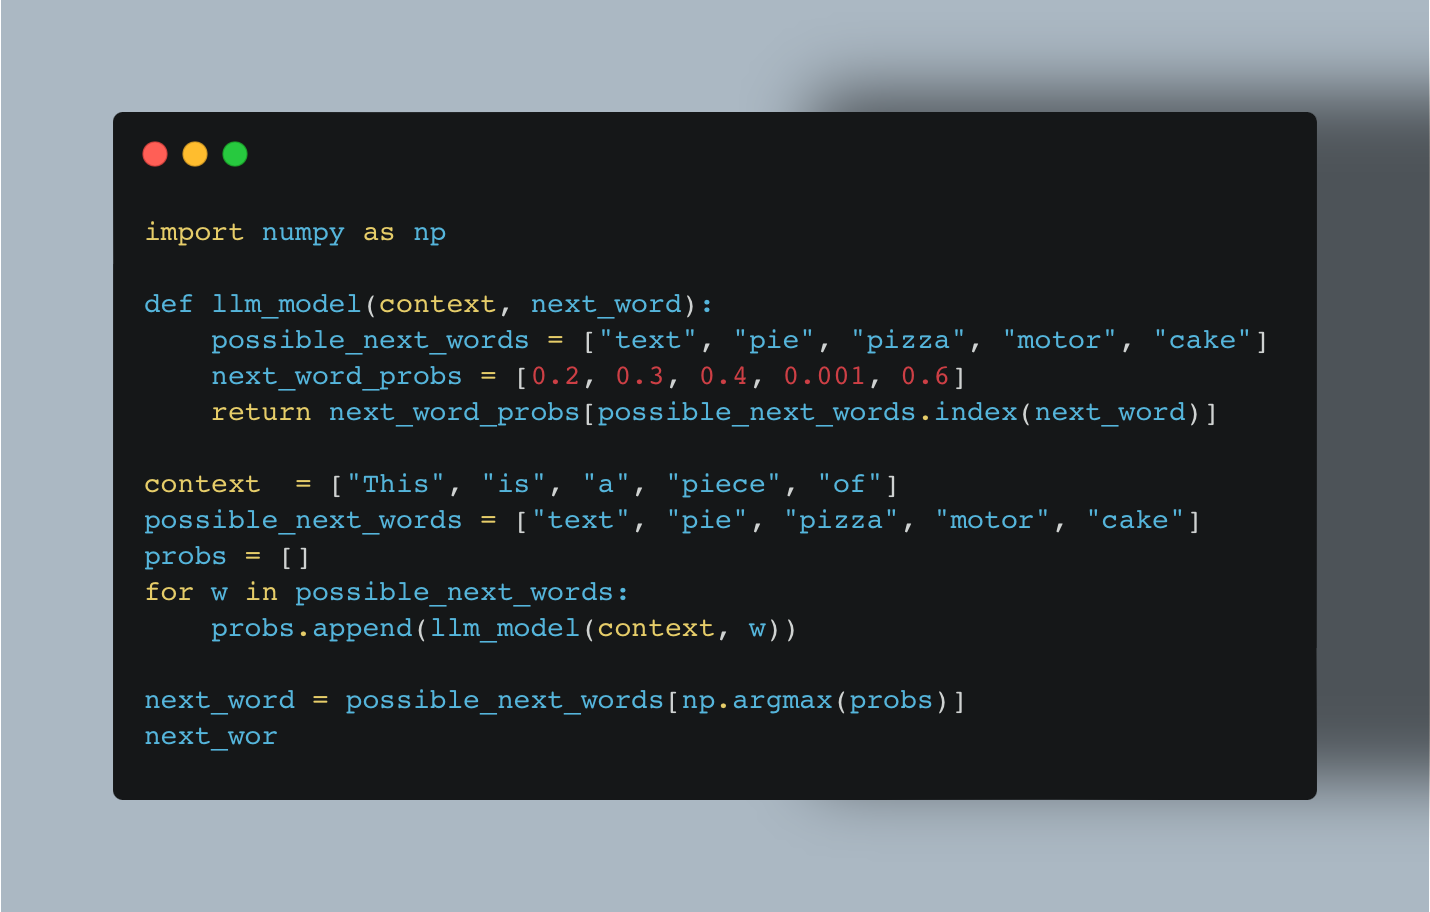 import numpy as np
def llm_model(context, next_word):
    possible_next_words = ["text", "pie", "pizza", "motor", "cake"]
    next_word_probs = [0.2, 0.3, 0.4, 0.001, 0.6]
    return next_word_probs[possible_next_words.index(next_word)]
context  = ["This", "is", "a", "piece", "of"]
possible_next_words = ["text", "pie", "pizza", "motor", "cake"]
probs = []
for w in possible_next_words:
    probs.append(llm_model(context, w))
next_word = possible_next_words[np.argmax(probs)]
next_wor